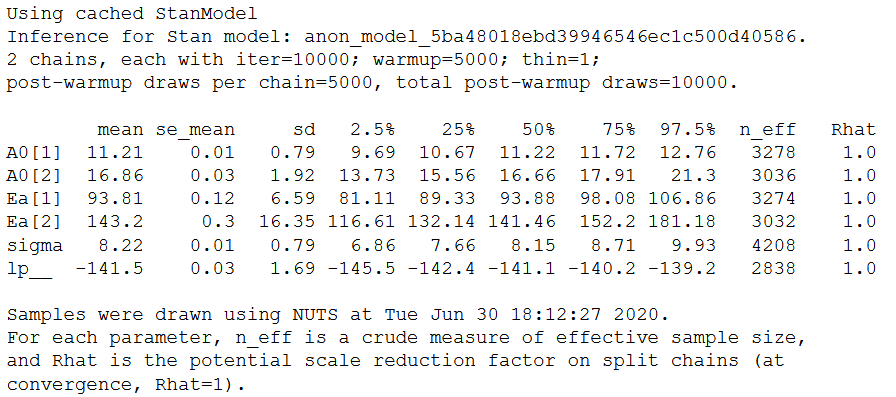 Using cached StanModel
Inference for Stan model: anon_model_5ba48018ebd39946546ec1c500d40586.
2 chains, each with iter=10000; warmup=5000; thin=1;
post-warmup draws per chain=5000, total post-warmup draws=10000.

        mean se_mean     sd   2.5%    25%    50%    75%  97.5%  n_eff   Rhat
A0[1]  11.21    0.01   0.79   9.69  10.67  11.22  11.72  12.76   3278    1.0
A0[2]  16.86    0.03   1.92  13.73  15.56  16.66  17.91   21.3   3036    1.0
Ea[1]  93.81    0.12   6.59  81.11  89.33  93.88  98.08 106.86   3274    1.0
Ea[2]  143.2     0.3  16.35 116.61 132.14 141.46  152.2 181.18   3032    1.0
sigma   8.22    0.01   0.79   6.86   7.66   8.15   8.71   9.93   4208    1.0
lp__  -141.5    0.03   1.69 -145.5 -142.4 -141.1 -140.2 -139.2   2838    1.0

Samples were drawn using NUTS at Tue Jun 30 18:12:27 2020.
For each parameter, n_eff is a crude measure of effective sample size,
and Rhat is the potential scale reduction factor on split chains (at
convergence, Rhat=1).